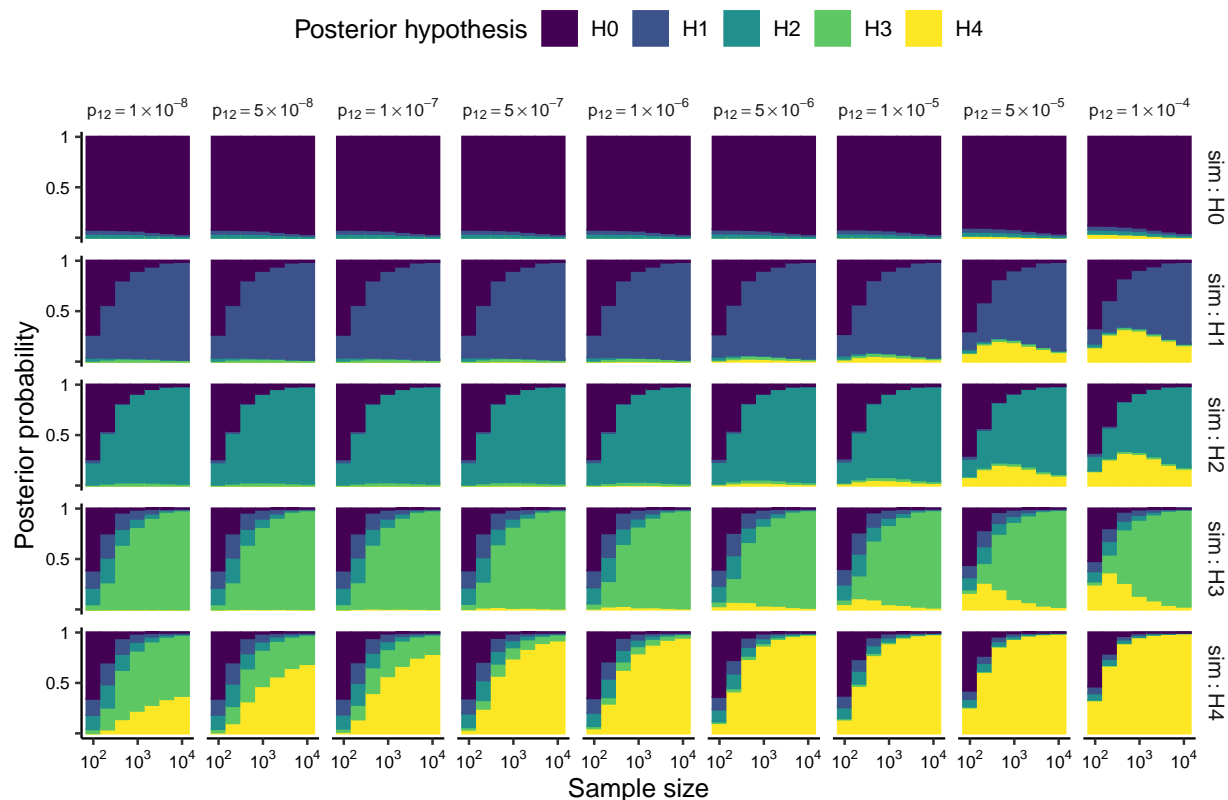 Posterior hypothesis H0 H1 H2 H3 H4
p₁₂ = 1 × 10⁻⁸ p₁₂ = 5 × 10⁻⁸ p₁₂ = 1 × 10⁻⁷ p₁₂ = 5 × 10⁻⁷ p₁₂ = 1 × 10⁻⁶ p₁₂ = 5 × 10⁻⁶ p₁₂ = 1 × 10⁻⁵ p₁₂ = 5 × 10⁻⁵ p₁₂ = 1 × 10⁻⁴
Posterior probability
1
0.5
sim : H0
1
0.5
sim : H1
1
0.5
sim : H2
1
0.5
sim : H3
1
0.5
sim : H4
10² 10³ 10⁴ 10² 10³ 10⁴ 10² 10³ 10⁴ 10² 10³ 10⁴ 10² 10³ 10⁴ 10² 10³ 10⁴ 10² 10³ 10⁴ 10² 10³ 10⁴ 10² 10³ 10⁴
Sample size